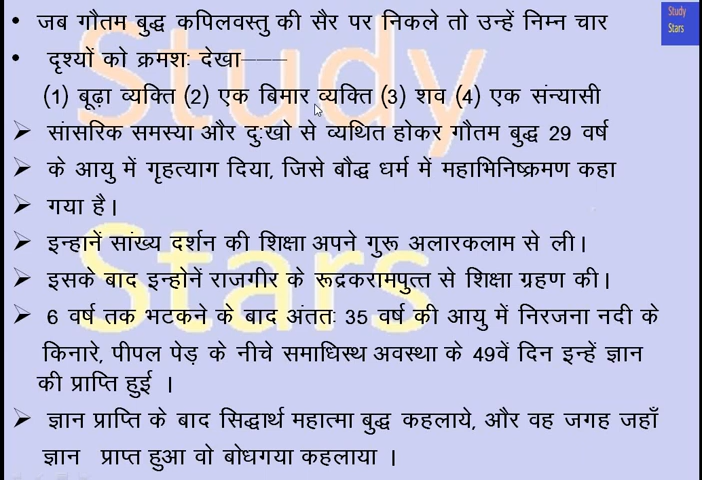 Study
Stars
• जब गौतम बुद्ध कपिलवस्तु की सैर पर निकले तो उन्हें निम्न चार
• दृश्यों को क्रमशः देखा———
(1) बूढ़ा व्यक्ति (2) एक बिमार व्यक्ति (3) शव (4) एक संन्यासी
➢ सांसरिक समस्या और दुःखो से व्यथित होकर गौतम बुद्ध 29 वर्ष
➢ के आयु में गृहत्याग दिया, जिसे बौद्ध धर्म में महाभिनिष्क्रमण कहा
➢ गया है।
➢ इन्हानें सांख्य दर्शन की शिक्षा अपने गुरू अलारकलाम से ली।
➢ इसके बाद इन्होनें राजगीर के रूद्रकरामपुत्त से शिक्षा ग्रहण की।
➢ 6 वर्ष तक भटकने के बाद अंततः 35 वर्ष की आयु में निरजना नदी के
किनारे, पीपल पेड़ के नीचे समाधिस्थ अवस्था के 49वें दिन इन्हें ज्ञान
की प्राप्ति हुई ।
➢ ज्ञान प्राप्ति के बाद सिद्धार्थ महात्मा बुद्ध कहलाये, और वह जगह जहाँ
ज्ञान प्राप्त हुआ वो बोधगया कहलाया ।
Study
Stars